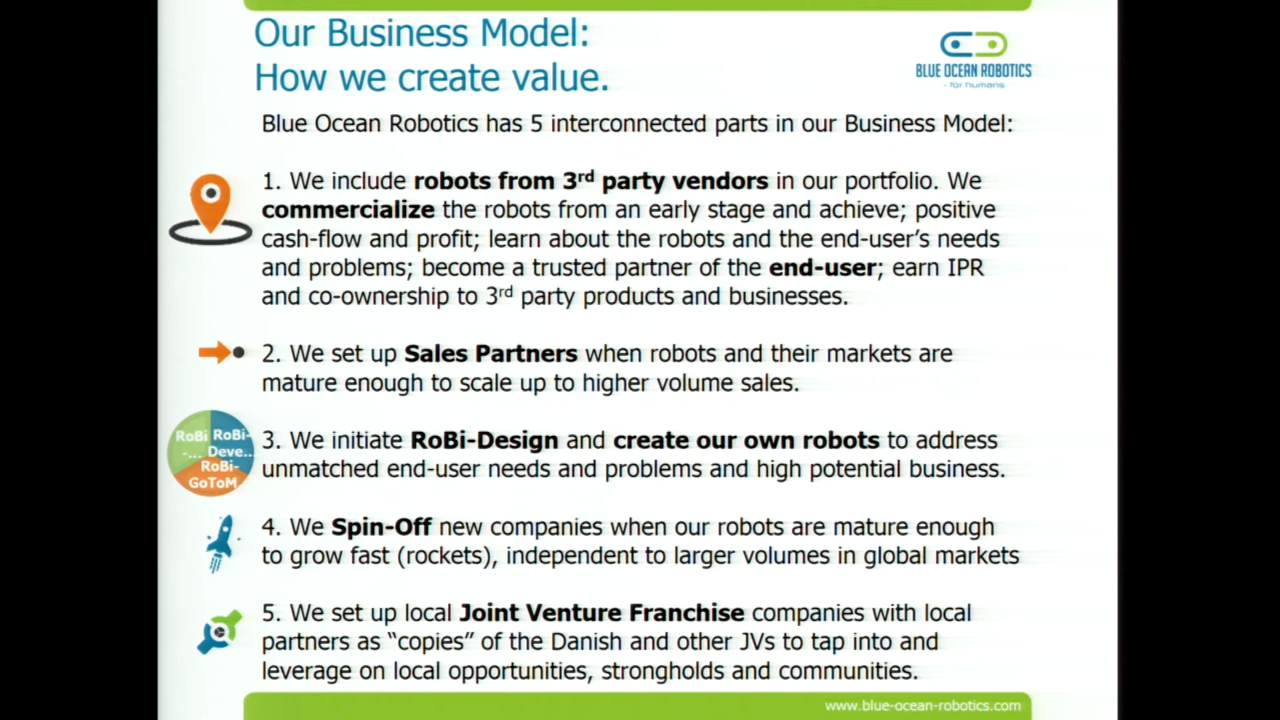 Our Business Model:
How we create value.
BLUE OCEAN ROBOTICS
- for humans
Blue Ocean Robotics has 5 interconnected parts in our Business Model:
1. We include robots from 3rd party vendors in our portfolio. We
commercialize the robots from an early stage and achieve; positive
cash-flow and profit; learn about the robots and the end-user's needs
and problems; become a trusted partner of the end-user; earn IPR
and co-ownership to 3rd party products and businesses.
2. We set up Sales Partners when robots and their markets are
mature enough to scale up to higher volume sales.
RoBi
-...
RoBi-
Deve...
RoBi-
GoToM
3. We initiate RoBi-Design and create our own robots to address
unmatched end-user needs and problems and high potential business.
4. We Spin-Off new companies when our robots are mature enough
to grow fast (rockets), independent to larger volumes in global markets
5. We set up local Joint Venture Franchise companies with local
partners as “copies” of the Danish and other JVs to tap into and
leverage on local opportunities, strongholds and communities.
www.blue-ocean-robotics.com